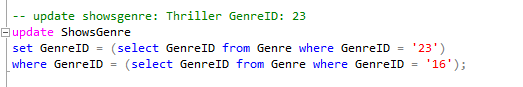 -- update showsgenre: Thriller GenreID: 23
update ShowsGenre
set GenreID = (select GenreID from Genre where GenreID = '23')
where GenreID = (select GenreID from Genre where GenreID = '16');